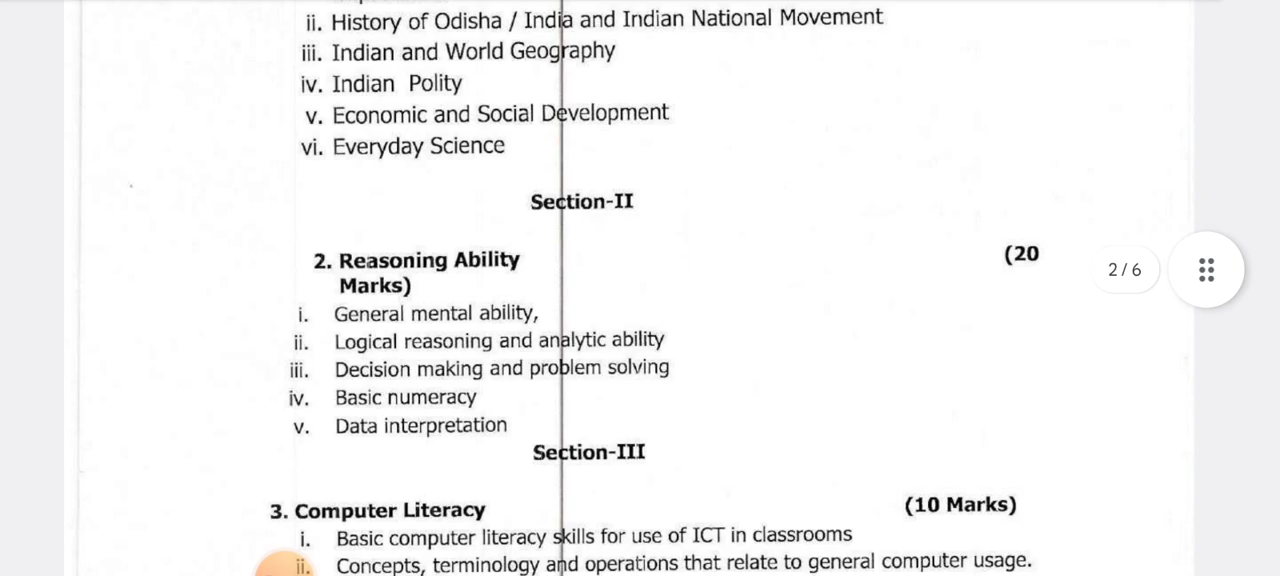 ii. History of Odisha / India and Indian National Movement
iii. Indian and World Geography
iv. Indian Polity
v. Economic and Social Development
vi. Everyday Science
Section-II
2. Reasoning Ability (20
Marks)
i. General mental ability,
ii. Logical reasoning and analytic ability
iii. Decision making and problem solving
iv. Basic numeracy
v. Data interpretation
Section-III
3. Computer Literacy (10 Marks)
i. Basic computer literacy skills for use of ICT in classrooms
ii. Concepts, terminology and operations that relate to general computer usage.
2 / 6